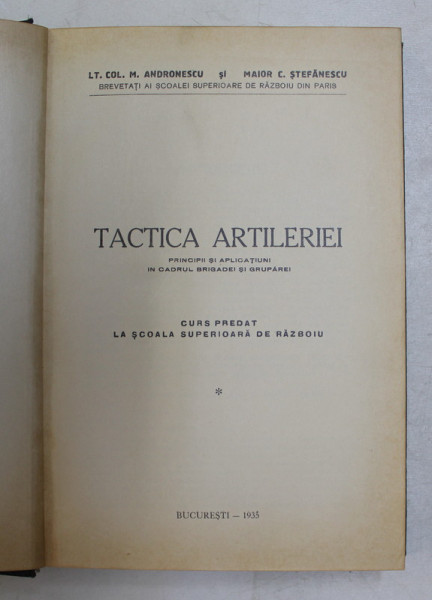 LT. COL. M. ANDRONESCU ȘI MAIOR C. ȘTEFĂNESCU
BREVETAȚI AI ȘCOALEI SUPERIOARE DE RĂZBOIU DIN PARIS
TACTICA ARTILERIEI
PRINCIPII ȘI APLICAȚIUNI
IN CADRUL BRIGADEI ȘI GRUPĂREI
CURS PREDAT
LA ȘCOALA SUPERIOARĂ DE RĂZBOIU
*
BUCUREȘTI — 1935